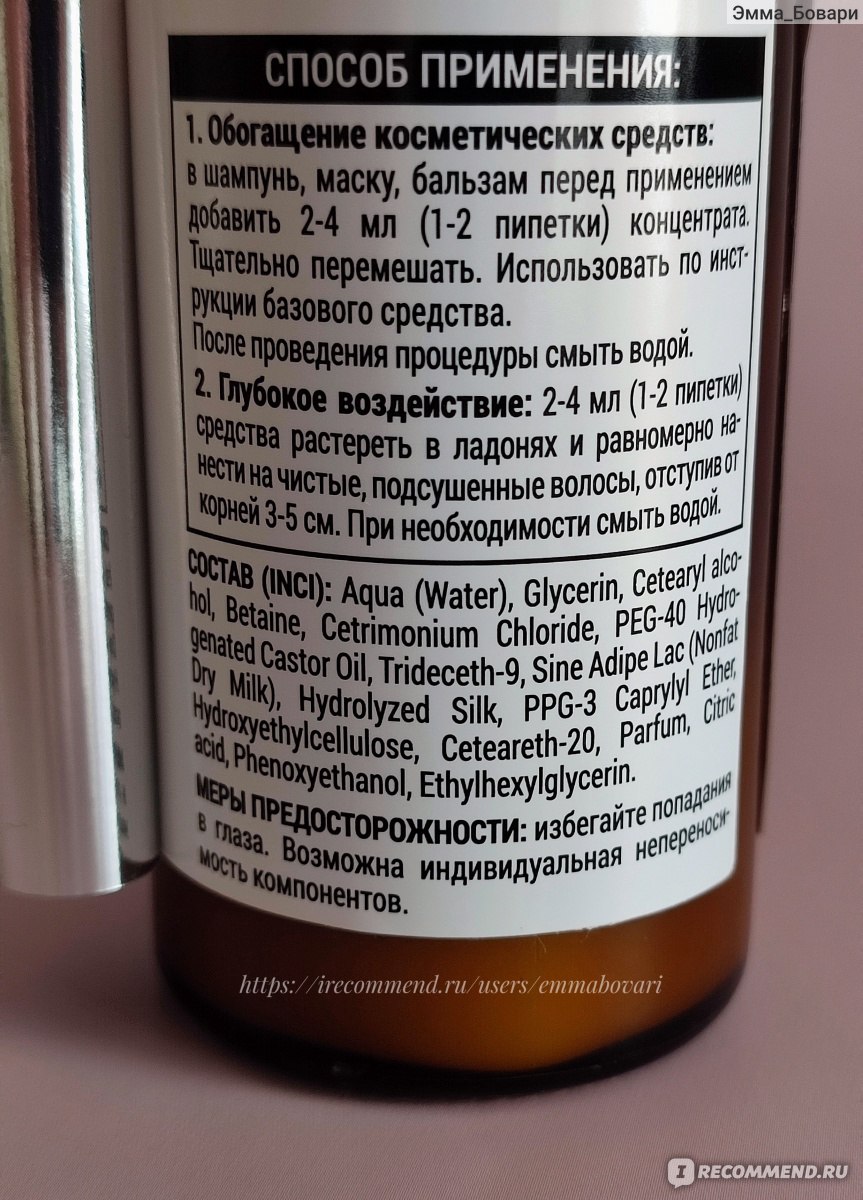 Эмма_Бовари
СПОСОБ ПРИМЕНЕНИЯ:
1. Обогащение косметических средств:
в шампунь, маску, бальзам перед применением
добавить 2-4 мл (1-2 пипетки) концентрата.
Тщательно перемешать. Использовать по инст-
рукции базового средства.
После проведения процедуры смыть водой.
2. Глубокое воздействие: 2-4 мл (1-2 пипетки)
средства растереть в ладонях и равномерно на-
нести на чистые, подсушенные волосы, отступив от
корней 3-5 см. При необходимости смыть водой.
СОСТАВ (INCI): Aqua (Water), Glycerin, Cetearyl alco-
hol, Betaine, Cetrimonium Chloride, PEG-40 Hydro-
genated Castor Oil, Trideceth-9, Sine Adipe Lac (Nonfat
Dry Milk), Hydrolyzed Silk, PPG-3 Caprylyl Ether,
Hydroxyethylcellulose, Ceteareth-20, Parfum, Citric
acid, Phenoxyethanol, Ethylhexylglycerin.
МЕРЫ ПРЕДОСТОРОЖНОСТИ: избегайте попадания
в глаза. Возможна индивидуальная непереноси-
мость компонентов.
https://irecommend.ru/users/emmabovari
I RECOMMEND.RU